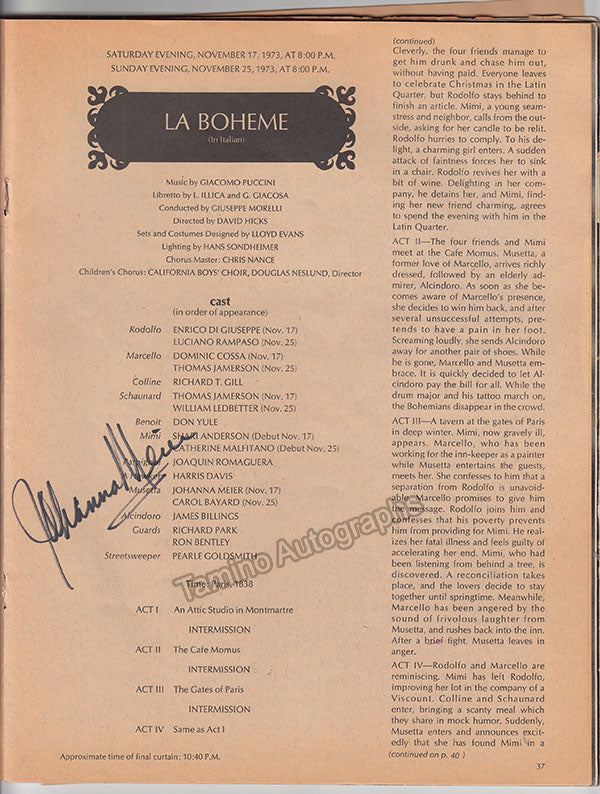 SATURDAY EVENING, NOVEMBER 17, 1973, AT 8:00 P.M.
SUNDAY EVENING, NOVEMBER 25, 1973, AT 8:00 P.M.
LA BOHEME
(In Italian)
Music by GIACOMO PUCCINI
Libretto by L. ILLICA and G. GIACOSA
Conducted by GIUSEPPE MORELLI
Directed by DAVID HICKS
Sets and Costumes Designed by LLOYD EVANS
Lighting by HANS SONDHEIMER
Chorus Master: CHRIS NANCE
Children's Chorus: CALIFORNIA BOYS' CHOIR, DOUGLAS NESLUND, Director
cast
(in order of appearance)
Rodolfo ENRICO DI GIUSEPPE (Nov. 17)
LUCIANO RAMPASO (Nov. 25)
Marcello DOMINIC COSSA (Nov. 17)
THOMAS JAMERSON (Nov. 25)
Colline RICHARD T. GILL
Schaunard THOMAS JAMERSON (Nov. 17)
WILLIAM LEDBETTER (Nov. 25)
Benoit DON YULE
Mimi SHARI ANDERSON (Debut Nov. 17)
CATHERINE MALFITANO (Debut Nov. 25)
JOAQUIN ROMAGUERA
HARRIS DAVIS
Musetta JOHANNA MEIER (Nov. 17)
CAROL BAYARD (Nov. 25)
Alcindoro JAMES BILLINGS
Guards RICHARD PARK
RON BENTLEY
Streetsweeper PEARLE GOLDSMITH
Johanna Meier
Time: Paris, 1838
ACT I An Attic Studio in Montmartre
INTERMISSION
ACT II The Cafe Momus
INTERMISSION
ACT III The Gates of Paris
INTERMISSION
ACT IV Same as Act I
Approximate time of final curtain: 10:40 P.M.
(continued)
Cleverly, the four friends manage to
get him drunk and chase him out,
without having paid. Everyone leaves
to celebrate Christmas in the Latin
Quarter, but Rodolfo stays behind to
finish an article. Mimi, a young seam-
stress and neighbor, calls from the out-
side, asking for her candle to be relit.
Rodolfo hurries to comply. To his de-
light, a charming girl enters. A sudden
attack of faintness forces her to sink
in a chair. Rodolfo revives her with a
bit of wine. Delighting in her com-
pany, he detains her, and Mimi, find-
ing her new friend charming, agrees
to spend the evening with him in the
Latin Quarter.
ACT II—The four friends and Mimi
meet at the Cafe Momus. Musetta, a
former love of Marcello, arrives richly
dressed, followed by an elderly ad-
mirer, Alcindoro. As soon as she be-
comes aware of Marcello's presence,
she decides to win him back, and after
several unsuccessful attempts, pre-
tends to have a pain in her foot.
Screaming loudly, she sends Alcindoro
away for another pair of shoes. While
he is gone, Marcello and Musetta em-
brace. It is quickly decided to let Al-
cindoro pay the bill for all. While the
drum major and his tattoo march on,
the Bohemians disappear in the crowd.
ACT III—A tavern at the gates of Paris
in deep winter. Mimi, now gravely ill,
appears. Marcello, who has been
working for the inn-keeper as a painter
while Musetta entertains the guests,
meets her. She confesses to him that a
separation from Rodolfo is unavoid-
able. Marcello promises to give him
message. Rodolfo joins him and
confesses that his poverty prevents
him from providing for Mimi. He real-
izes her fatal illness and feels guilty of
accelerating her end. Mimi, who had
been listening from behind a tree, is
discovered. A reconciliation takes
place, and the lovers decide to stay
together until springtime. Meanwhile,
Marcello has been angered by the
sound of frivolous laughter from
Musetta, and rushes back into the inn.
After a brief fight, Musetta leaves in
anger.
ACT IV—Rodolfo and Marcello are
reminiscing. Mimi has left Rodolfo,
improving her lot in the company of a
Viscount. Colline and Schaunard
enter, bringing a scanty meal which
they share in mock humor. Suddenly,
Musetta enters and announces excit-
edly that she has found Mimi in a
(continued on p. 40 )
37
Tamino Autographs